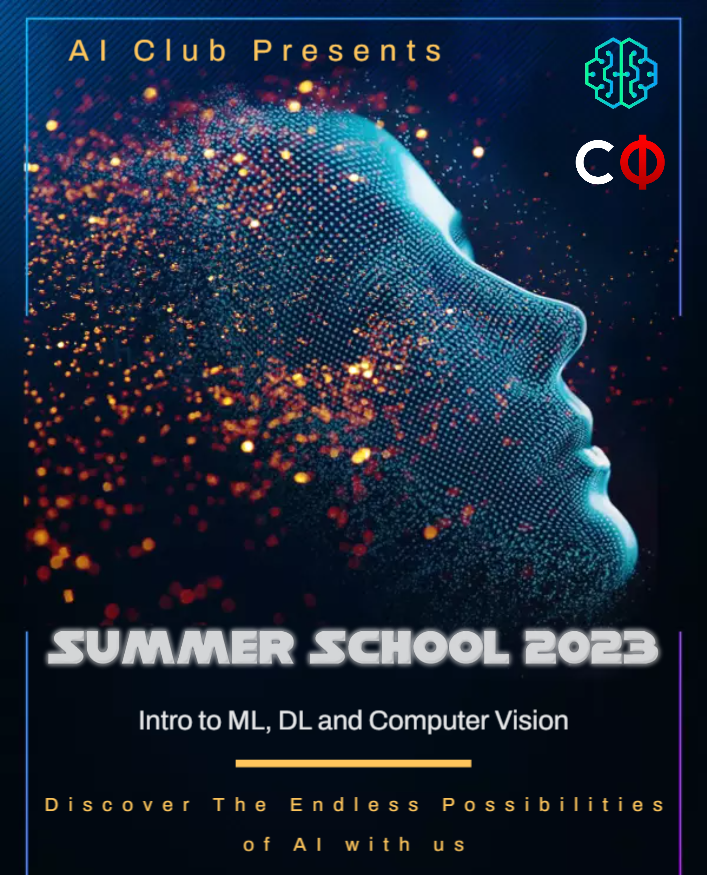 AI Club Presents
CΦ
SUMMER SCHOOL 2023
Intro to ML, DL and Computer Vision
Discover The Endless Possibilities
of AI with us